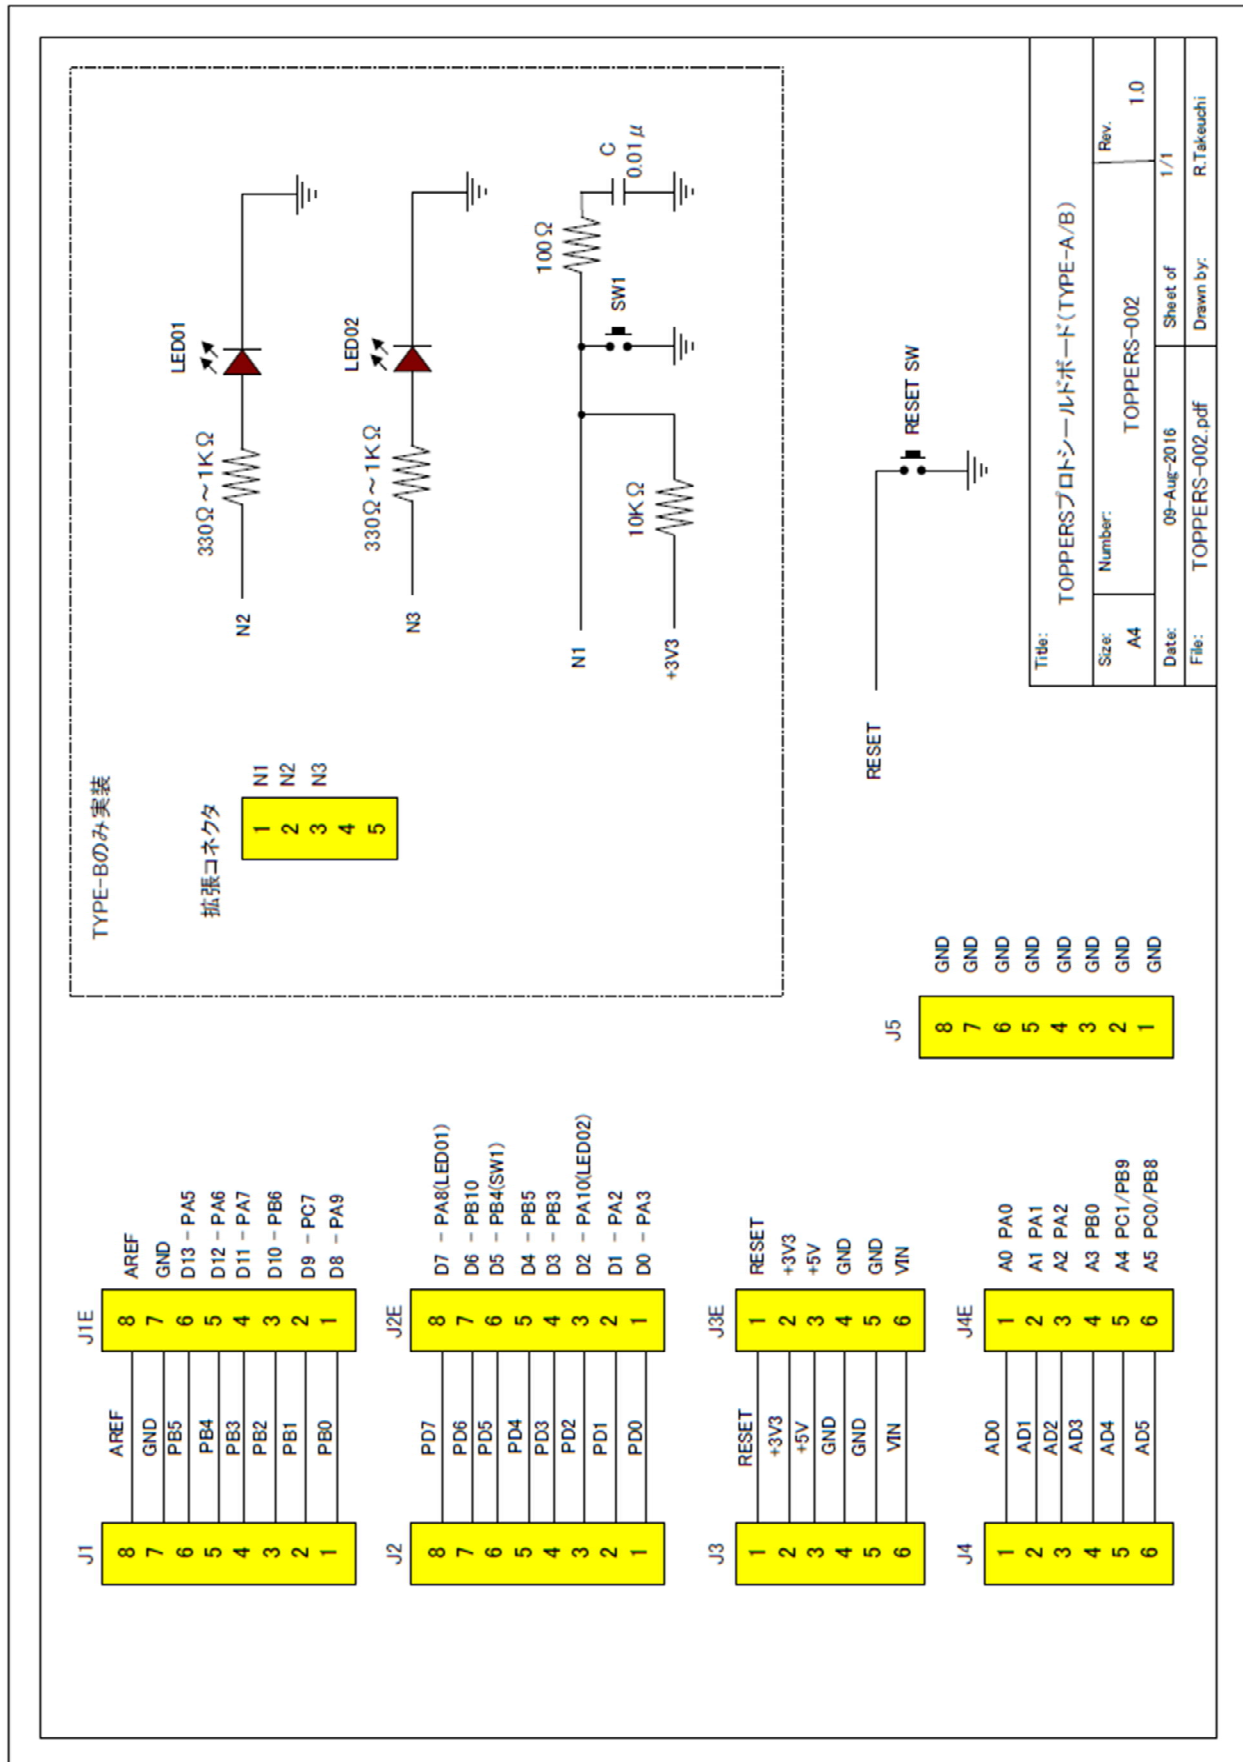 J1
8
7
6
5
4
3
2
1
AREF
GND
PB5
PB4
PB3
PB2
PB1
PB0
J1E
8
7
6
5
4
3
2
1
AREF
GND
D13 - PA5
D12 - PA6
D11 - PA7
D10 - PB6
D9 - PC7
D8 - PA9
J2
8
7
6
5
4
3
2
1
PD7
PD6
PD5
PD4
PD3
PD2
PD1
PD0
J2E
8
7
6
5
4
3
2
1
D7 - PA8(LED01)
D6 - PB10
D5 - PB4(SW1)
D4 - PB5
D3 - PB3
D2 - PA10(LED02)
D1 - PA2
D0 - PA3
J3
1
2
3
4
5
6
RESET
+3V3
+5V
GND
GND
VIN
J3E
1
2
3
4
5
6
RESET
+3V3
+5V
GND
GND
VIN
J4
1
2
3
4
5
6
AD0
AD1
AD2
AD3
AD4
AD5
J4E
1
2
3
4
5
6
A0 PA0
A1 PA1
A2 PA2
A3 PB0
A4 PC1/PB9
A5 PC0/PB8
J5
8
7
6
5
4
3
2
1
GND
GND
GND
GND
GND
GND
GND
GND
TYPE-Bのみ実装
拡張コネクタ
1
2
3
4
5
N1
N2
N3
N2
330Ω～1KΩ
LED01
N3
330Ω～1KΩ
LED02
N1
+3V3
10KΩ
SW1
100Ω
C
0.01μ
RESET
RESET SW
Title:
TOPPERSプロトシールドボード(TYPE-A/B)
Size:
A4
Number:
TOPPERS-002
Rev.
1.0
Date:
09-Aug-2016
Sheet of
1/1
File:
TOPPERS-002.pdf
Drawn by:
R.Takeuchi